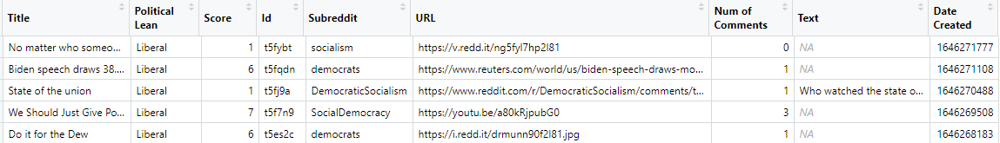 Title Political Lean Score Id Subreddit URL Num of Comments Text Date Created
No matter who someo... Liberal 1 t5fybt socialism https://v.redd.it/ng5fyl7hp2l81 0 NA 1646271777
Biden speech draws 38.... Liberal 6 t5fqdn democrats https://www.reuters.com/world/us/biden-speech-draws-mo... 1 NA 1646271108
State of the union Liberal 1 t5fj9a DemocraticSocialism https://www.reddit.com/r/DemocraticSocialism/comments/t... 1 Who watched the state o... 1646270488
We Should Just Give Po... Liberal 7 t5f7n9 SocialDemocracy https://youtu.be/a80kRjpubG0 3 NA 1646269508
Do it for the Dew Liberal 6 t5es2c democrats https://i.redd.it/drmunn90f2l81.jpg 1 NA 1646268183